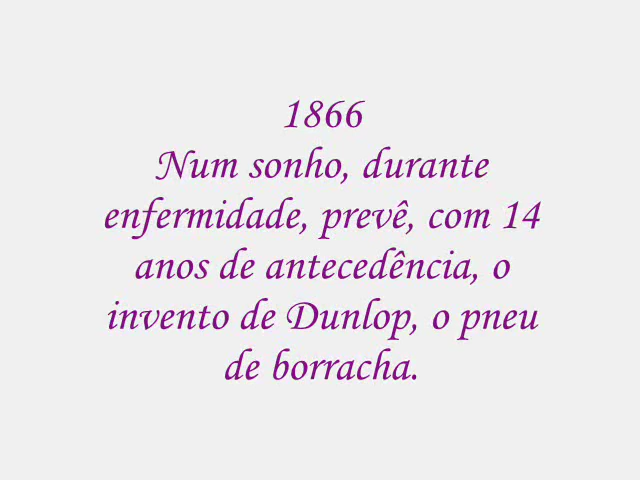 1866
Num sonho, durante
enfermidade, prevê, com 14
anos de antecedência, o
invento de Dunlop, o pneu
de borracha.